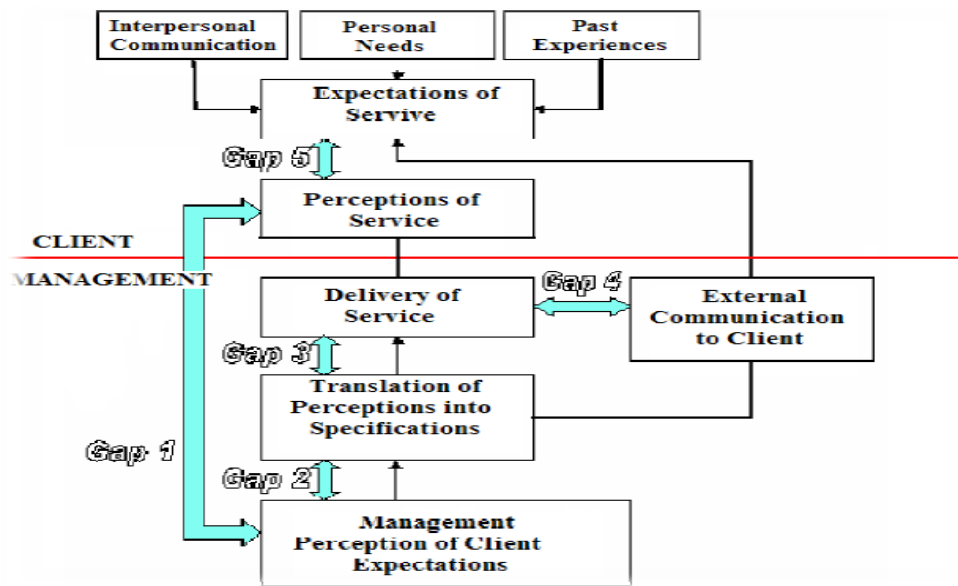 Interpersonal
Communication
Personal
Needs
Past
Experiences
Expectations of
Servive
Gap 5
Perceptions of
Service
CLIENT
MANAGEMENT
Delivery of
Service
Gap 4
External
Communication
to Client
Gap 3
Translation of
Perceptions into
Specifications
Gap 1
Gap 2
Management
Perception of Client
Expectations